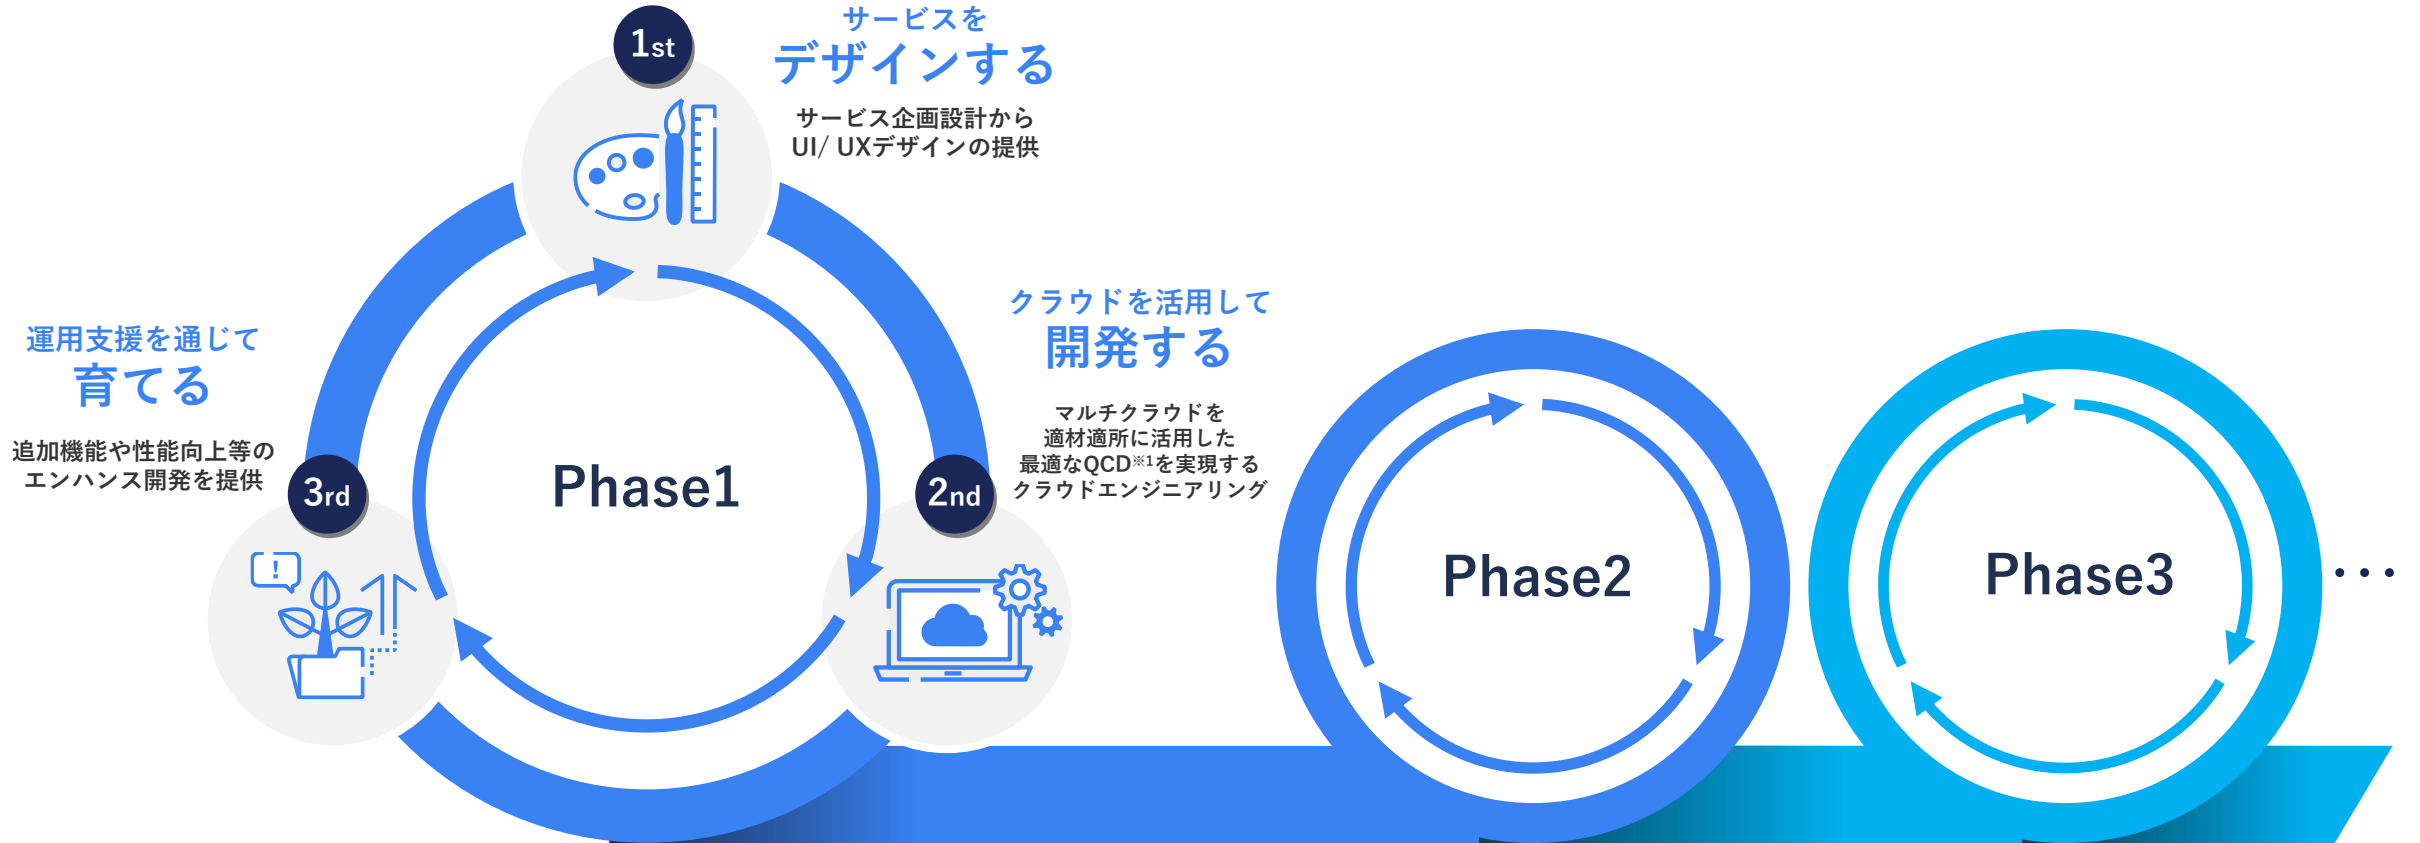 1st
サービスを
デザインする
サービス企画設計から
UI/ UXデザインの提供
クラウドを活用して
開発する
マルチクラウドを
適材適所に活用した
最適なQCD※1を実現する
クラウドエンジニアリング
2nd
運用支援を通じて
育てる
追加機能や性能向上等の
エンハンス開発を提供
3rd
!
Phase1
Phase2
Phase3
・・・